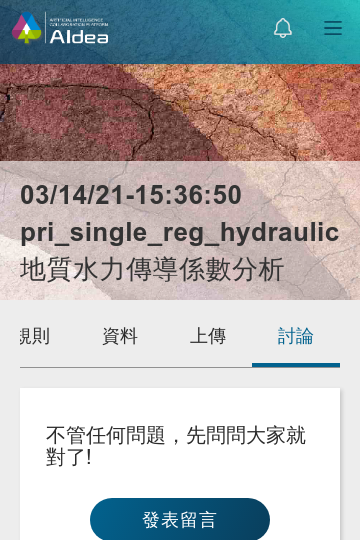 ARTIFICIAL INTELLIGENCE
COLLABORATION PLATFORM
AIdea
03/14/21-15:36:50
pri_single_reg_hydraulic
地質水力傳導係數分析
規則 資料 上傳 討論
不管任何問題，先問問大家就
對了!
發表留言